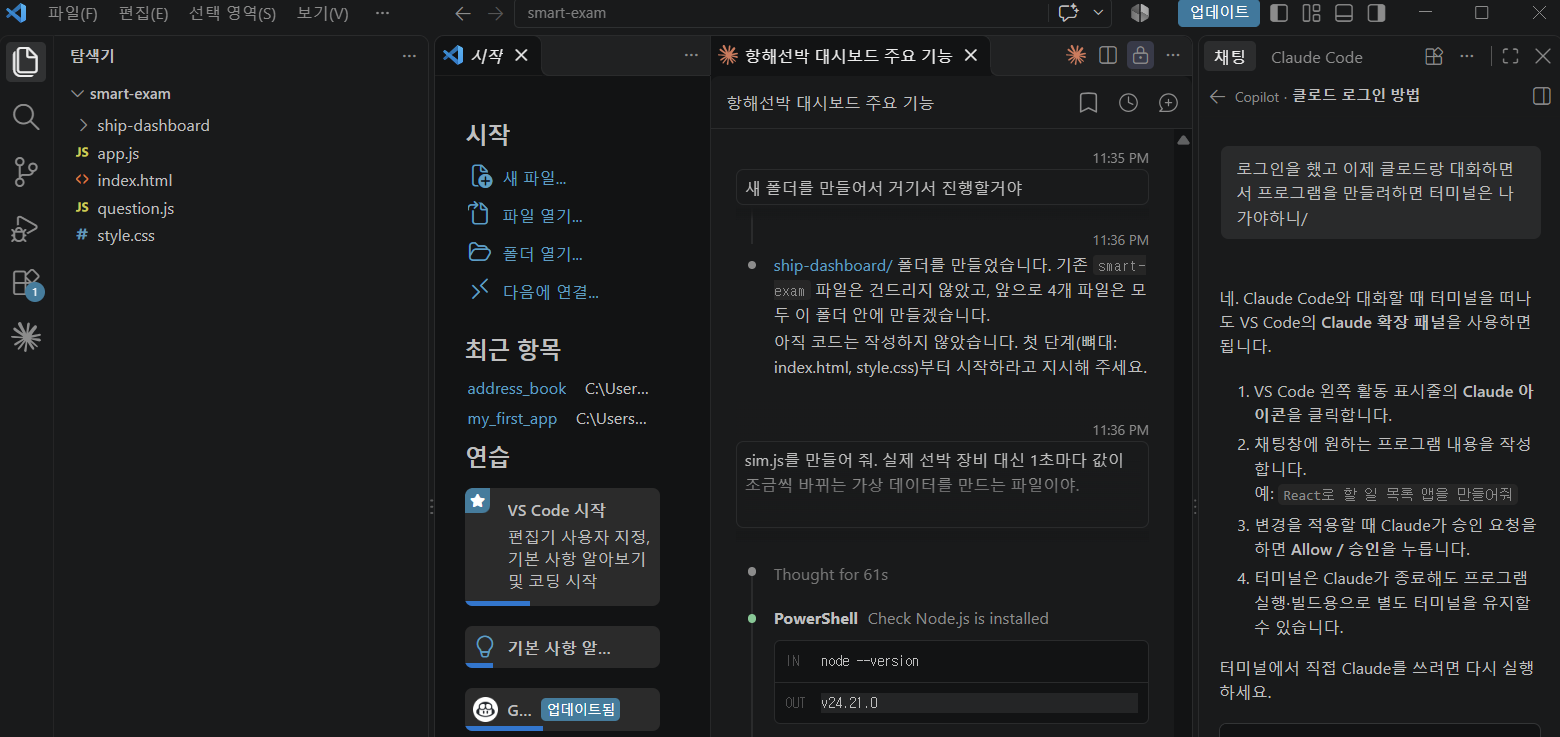 파일(F) 편집(E) 선택 영역(S) 보기(V) ··· smart-exam 업데이트
탐색기 ···
smart-exam
ship-dashboard
JS app.js
<> index.html
JS question.js
# style.css
1
시작 ···
시작
새 파일...
파일 열기...
폴더 열기...
다음에 연결...
최근 항목
address_book C:\User...
my_first_app C:\Users...
연습
VS Code 시작
편집기 사용자 지정,
기본 사항 알아보기
및 코딩 시작
기본 사항 알...
G... 업데이트됨
항해선박 대시보드 주요 기능 ···
항해선박 대시보드 주요 기능
11:35 PM
새 폴더를 만들어서 거기서 진행할거야
11:36 PM
ship-dashboard/ 폴더를 만들었습니다. 기존 smart-
exam 파일은 건드리지 않았고, 앞으로 4개 파일은 모
두 이 폴더 안에 만들겠습니다.
아직 코드는 작성하지 않았습니다. 첫 단계(뼈대:
index.html, style.css)부터 시작하라고 지시해 주세요.
11:36 PM
sim.js를 만들어 줘. 실제 선박 장비 대신 1초마다 값이
조금씩 바뀌는 가상 데이터를 만드는 파일이야.
Thought for 61s
PowerShell Check Node.js is installed
IN node --version
OUT v24.21.0
채팅 Claude Code ···
Copilot · 클로드 로그인 방법
로그인을 했고 이제 클로드랑 대화하면
서 프로그램을 만들려하면 터미널은 나
가야하니/
네. Claude Code와 대화할 때 터미널을 떠나
도 VS Code의 Claude 확장 패널을 사용하면
됩니다.
1. VS Code 왼쪽 활동 표시줄의 Claude 아
이콘을 클릭합니다.
2. 채팅창에 원하는 프로그램 내용을 작성
합니다.
예: React로 할 일 목록 앱을 만들어줘
3. 변경을 적용할 때 Claude가 승인 요청을
하면 Allow / 승인을 누릅니다.
4. 터미널은 Claude가 종료해도 프로그램
실행·빌드용으로 별도 터미널을 유지할
수 있습니다.
터미널에서 직접 Claude를 쓰려면 다시 실행
하세요.